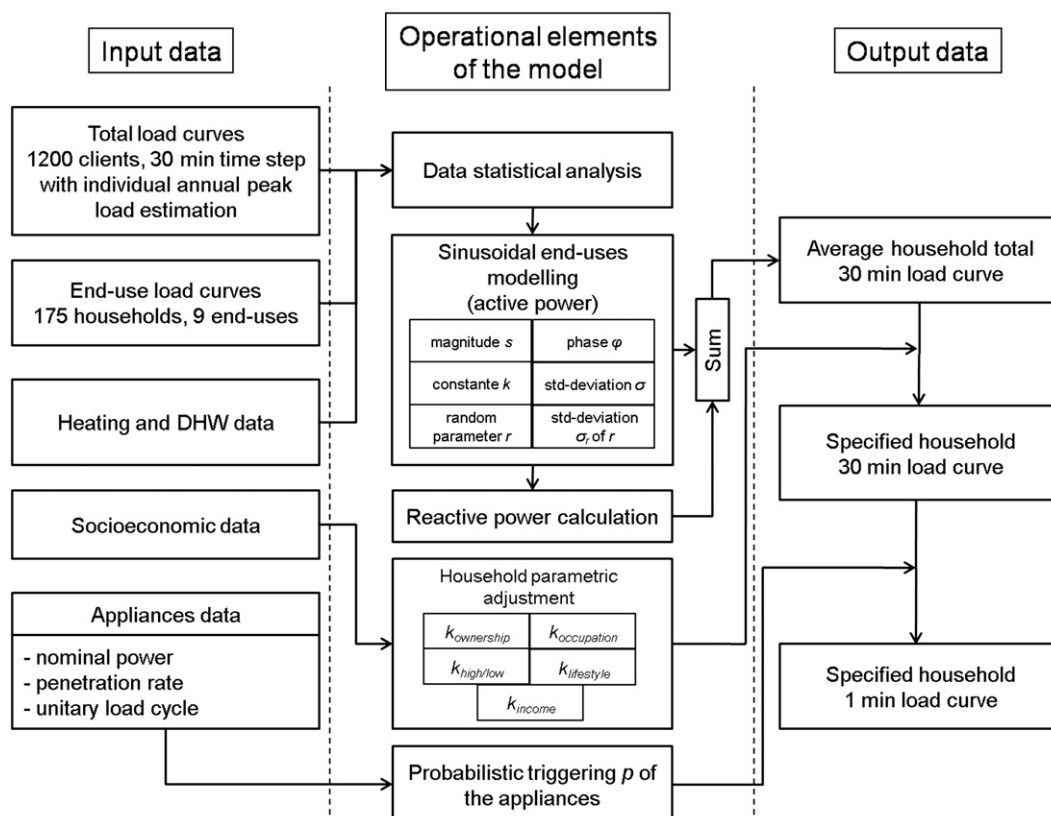 Input data
Operational elements
of the model
Output data
Total load curves
1200 clients, 30 min time step
with individual annual peak
load estimation
End-use load curves
175 households, 9 end-uses
Heating and DHW data
Socioeconomic data
Appliances data
- nominal power
- penetration rate
- unitary load cycle
Data statistical analysis
Sinusoidal end-uses
modelling
(active power)
magnitude s
phase φ
constante k
std-deviation σ
random
parameter r
std-deviation
σr of r
Sum
Reactive power calculation
Household parametric
adjustment
kownership
koccupation
khigh/low
klifestyle
kincome
Probabilistic triggering p of
the appliances
Average household total
30 min load curve
Specified household
30 min load curve
Specified household
1 min load curve